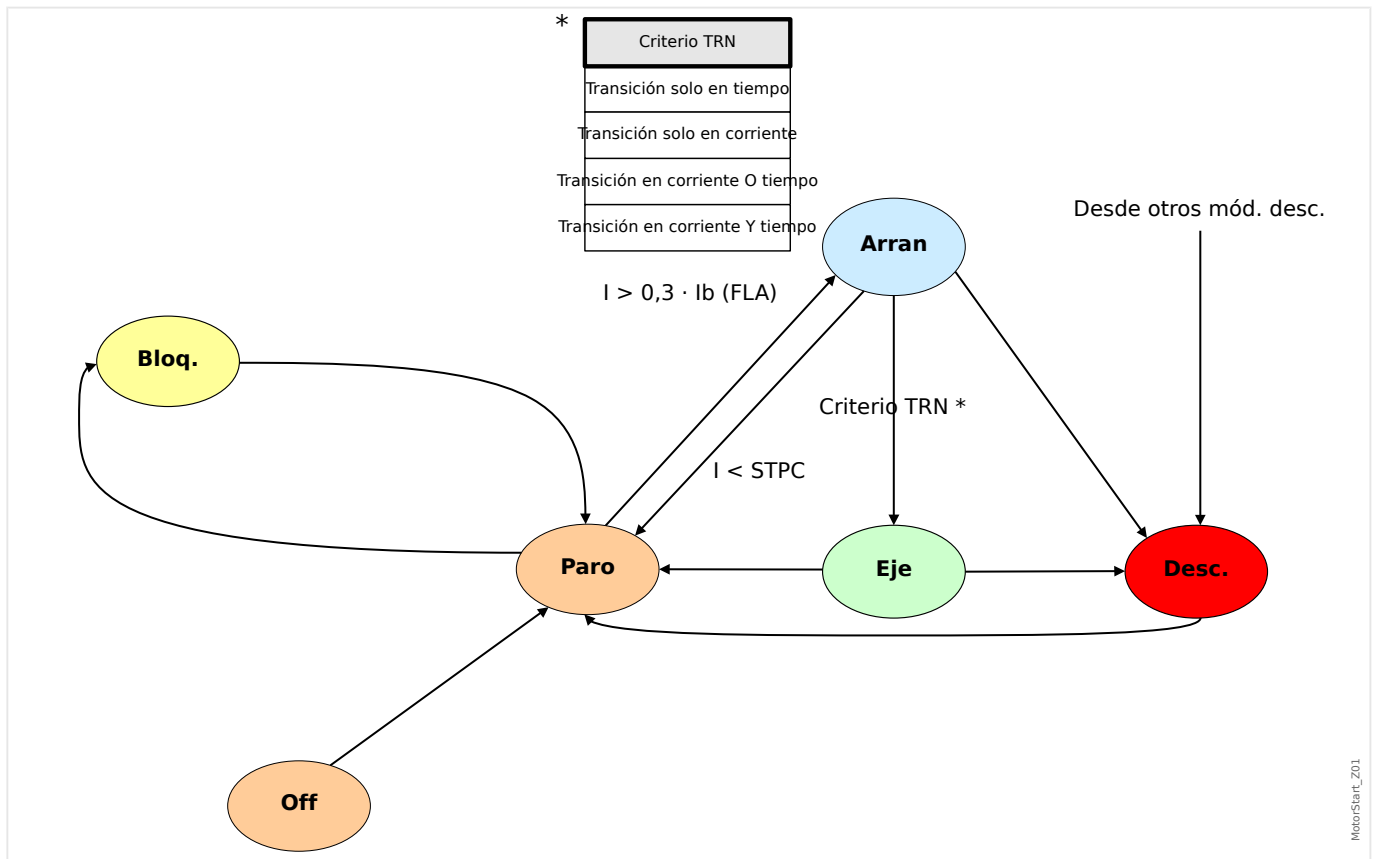 *
Criterio TRN
Transición solo en tiempo
Transición solo en corriente
Transición en corriente O tiempo
Transición en corriente Y tiempo
Desde otros mód. desc.
Arran
I > 0,3 · Ib (FLA)
Bloq.
Criterio TRN *
I < STPC
Paro
Eje
Desc.
Off
MotorStart_Z01